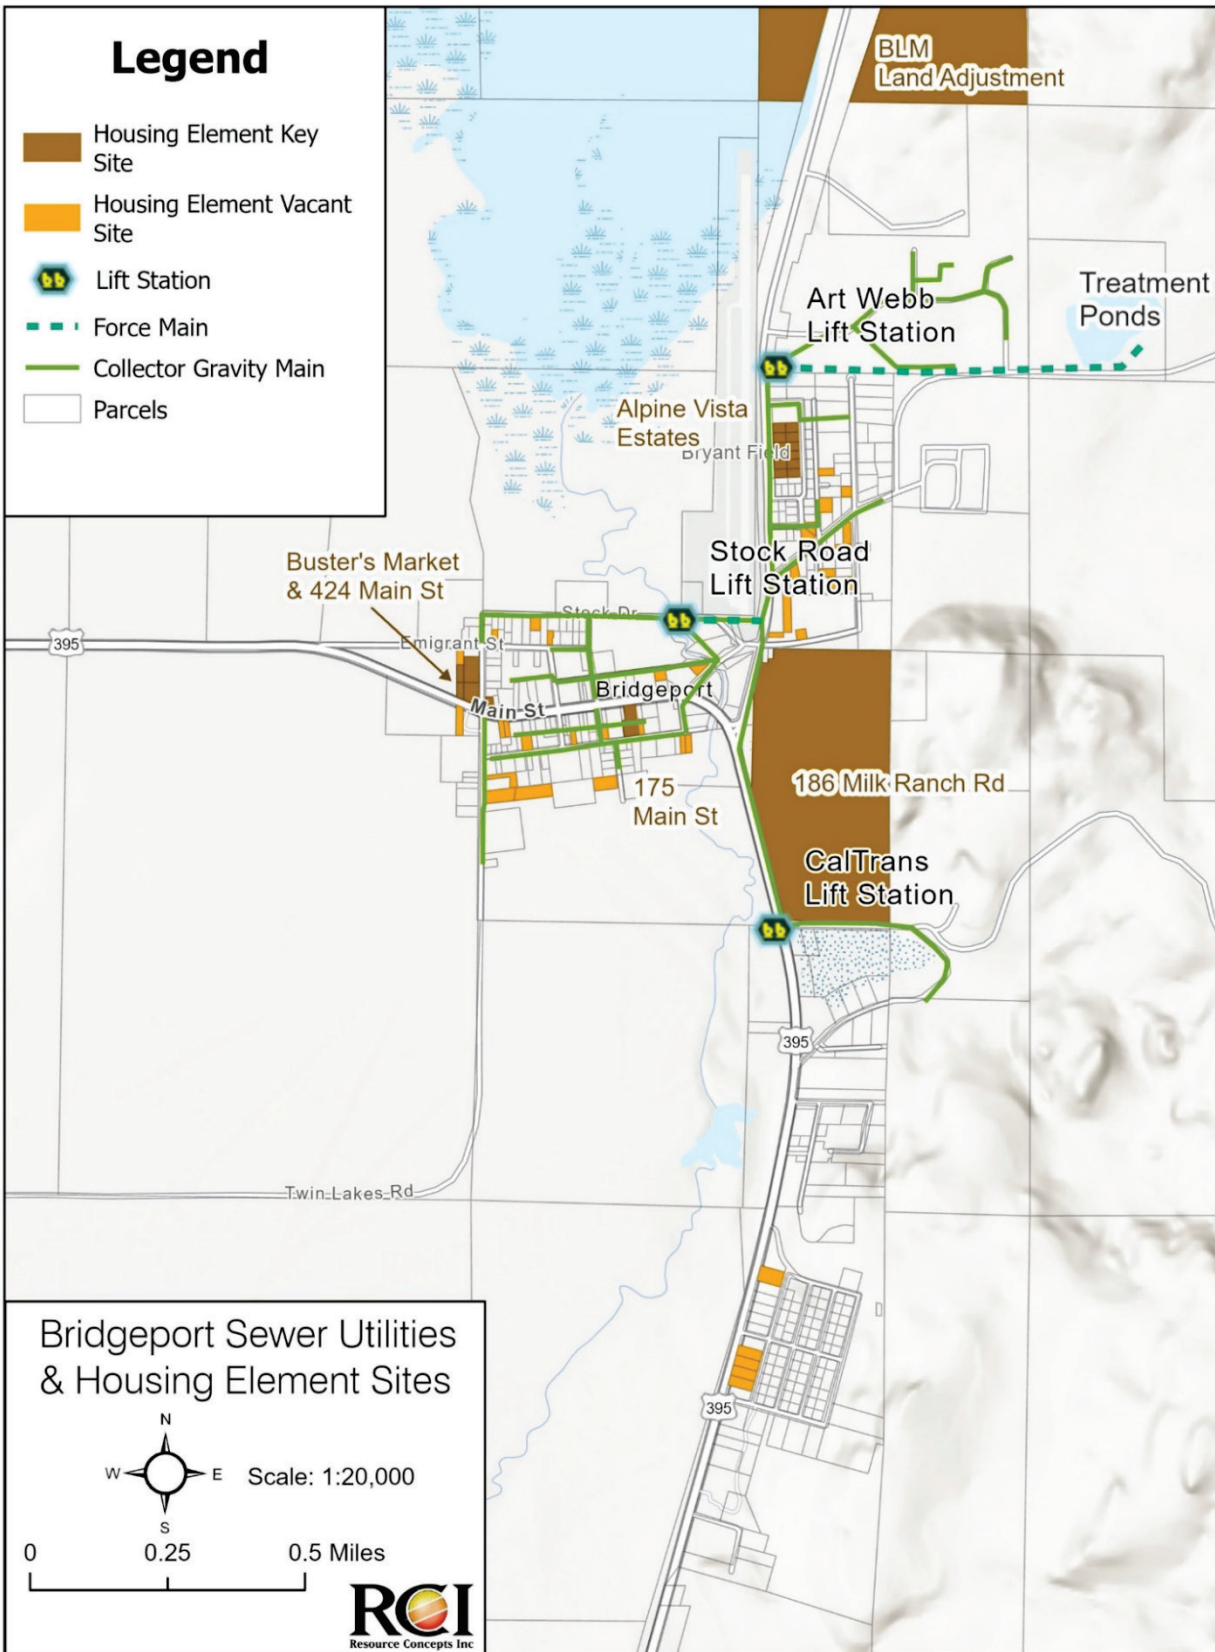 Legend
Housing Element Key
Site
Housing Element Vacant
Site
Lift Station
Force Main
Collector Gravity Main
Parcels
BLM
Land Adjustment
Treatment
Ponds
Art Webb
Lift Station
Alpine Vista
Estates
Bryant Field
Stock Road
Lift Station
Buster's Market
& 424 Main St
Stock Dr
395
Emigrant St
Bridgeport
Main St
175
Main St
186 Milk Ranch Rd
CalTrans
Lift Station
395
Twin Lakes Rd
395
Bridgeport Sewer Utilities
& Housing Element Sites
N
W E
S
Scale: 1:20,000
0 0.25 0.5 Miles
RCI
Resource Concepts Inc